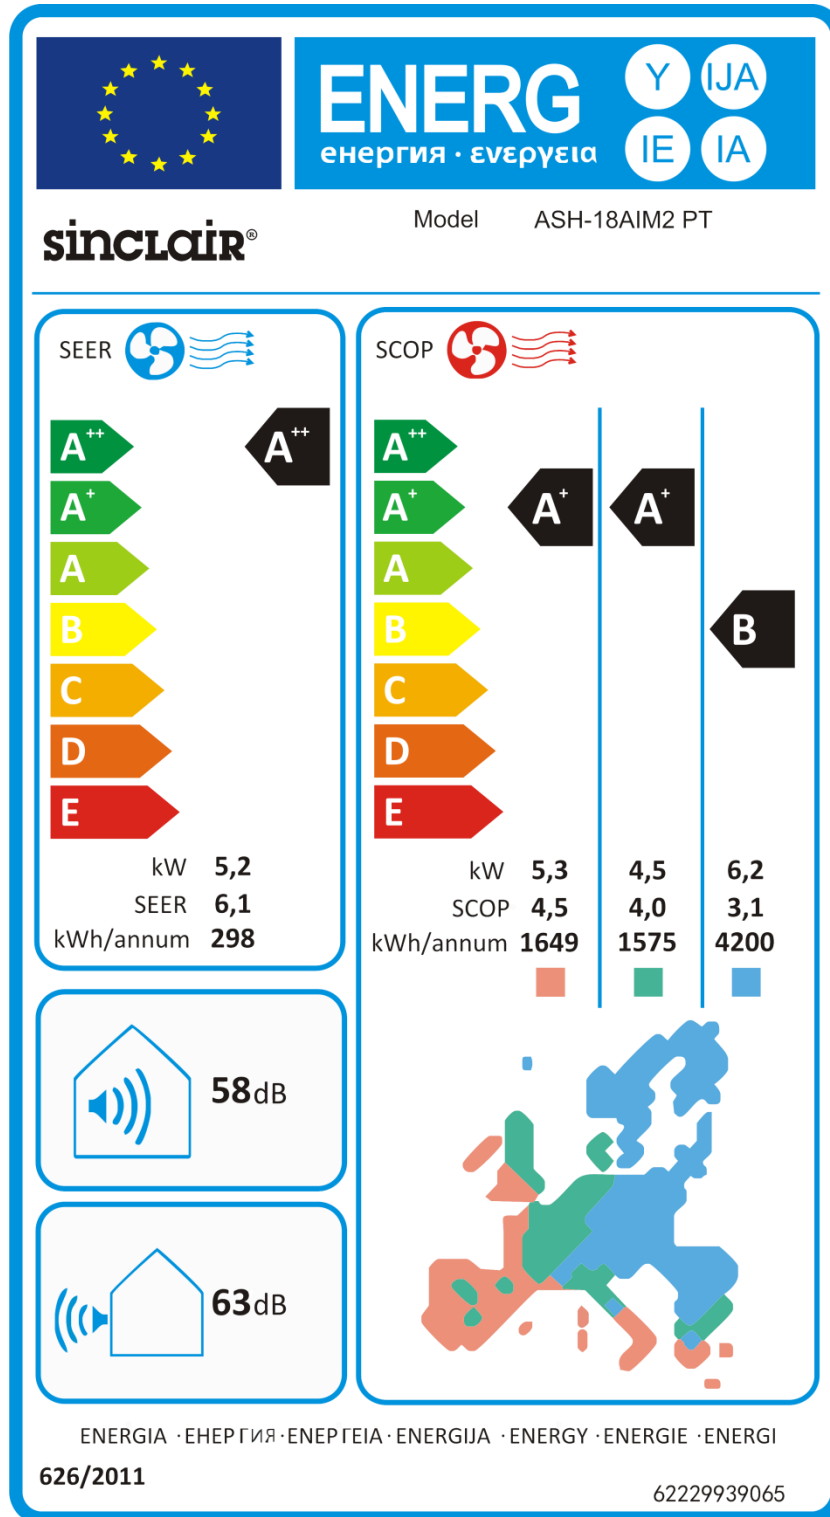 ENERG
енергия · ενεργεια
Y IJA
IE IA
sinclair®
Model ASH-18AIM2 PT
SEER
A++
A+
A
B
C
D
E
A++
kW 5,2
SEER 6,1
kWh/annum 298
SCOP
A++
A+
A
B
C
D
E
A+ A+
B
kW 5,3 4,5 6,2
SCOP 4,5 4,0 3,1
kWh/annum 1649 1575 4200
58dB
63dB
ENERGIA · ЕНЕРГИЯ · ΕΝΕΡΓΕΙΑ · ENERGIJA · ENERGY · ENERGIE · ENERGI
626/2011
62229939065